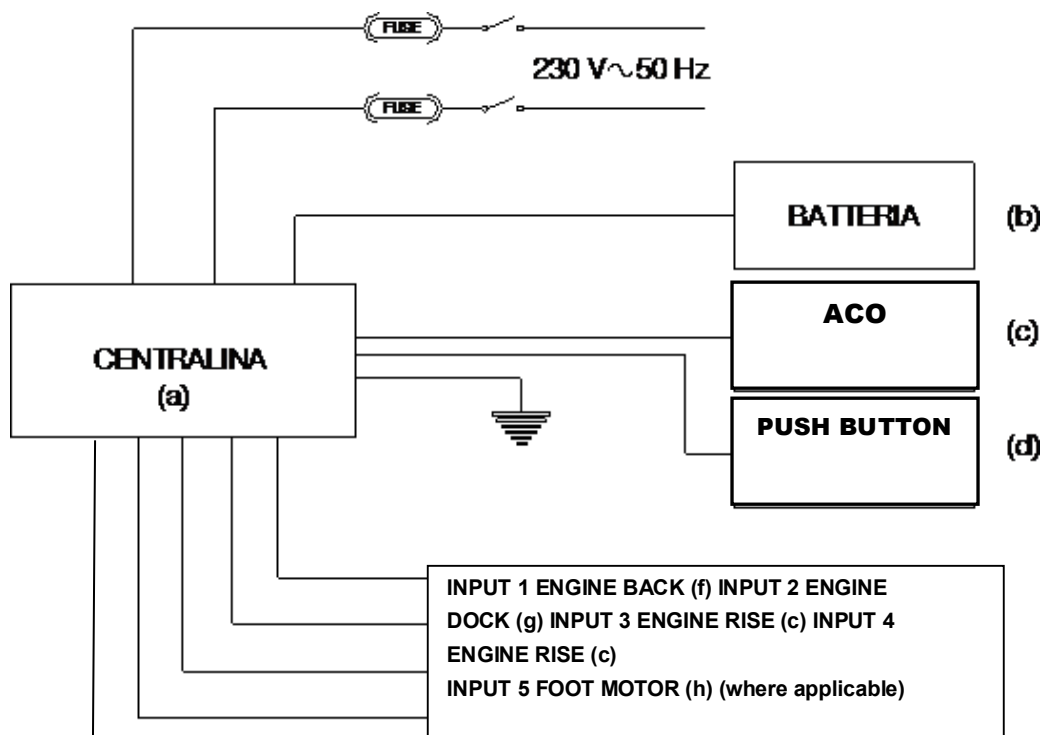 FUSE
230 V~50 Hz
FUSE
BATTERIA
(b)
ACO
(c)
CENTRALINA
(a)
PUSH BUTTON
(d)
INPUT 1 ENGINE BACK (f) INPUT 2 ENGINE
DOCK (g) INPUT 3 ENGINE RISE (c) INPUT 4
ENGINE RISE (c)
INPUT 5 FOOT MOTOR (h) (where applicable)